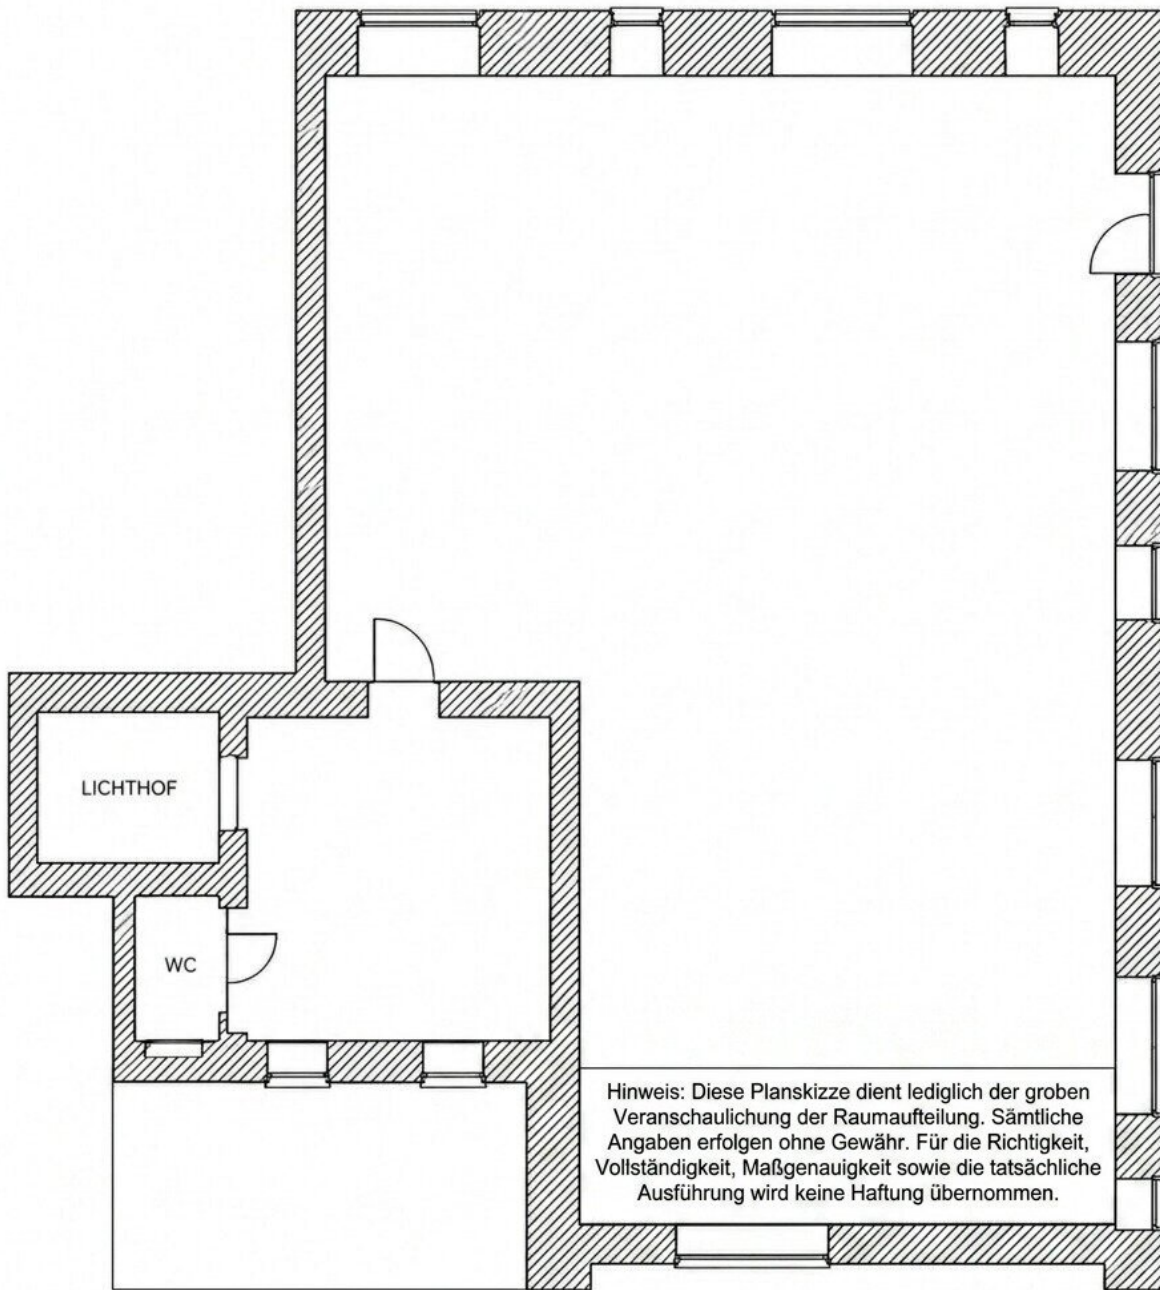 LICHTHOF
WC
Hinweis: Diese Planskizze dient lediglich der groben
Veranschaulichung der Raumaufteilung. Sämtliche
Angaben erfolgen ohne Gewähr. Für die Richtigkeit,
Vollständigkeit, Maßgenauigkeit sowie die tatsächliche
Ausführung wird keine Haftung übernommen.